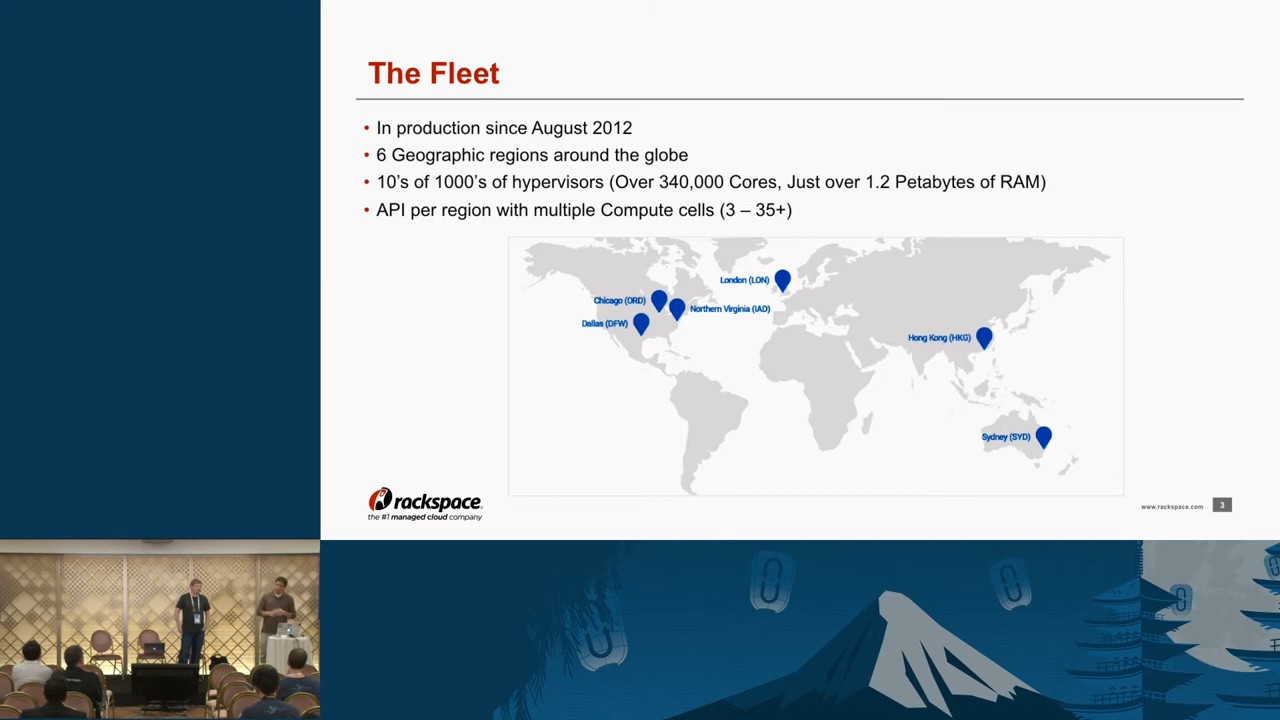 The Fleet
• In production since August 2012
• 6 Geographic regions around the globe
• 10’s of 1000’s of hypervisors (Over 340,000 Cores, Just over 1.2 Petabytes of RAM)
• API per region with multiple Compute cells (3 – 35+)
London (LON)
Chicago (ORD)
Northern Virginia (IAD)
Dallas (DFW)
Hong Kong (HKG)
Sydney (SYD)
rackspace®
the #1 managed cloud company
www.rackspace.com
3